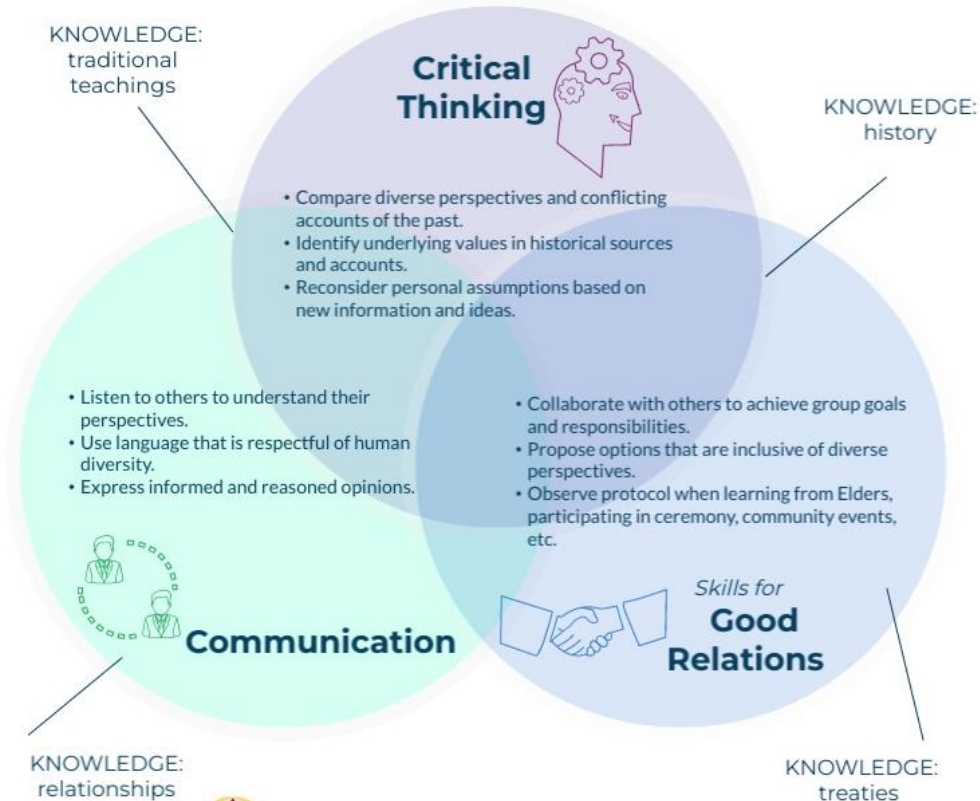 KNOWLEDGE:
traditional
teachings
Critical
Thinking
KNOWLEDGE:
history
• Compare diverse perspectives and conflicting
accounts of the past.
• Identify underlying values in historical sources
and accounts.
• Reconsider personal assumptions based on
new information and ideas.
• Listen to others to understand their
perspectives.
• Use language that is respectful of human
diversity.
• Express informed and reasoned opinions.
Communication
• Collaborate with others to achieve group goals
and responsibilities.
• Propose options that are inclusive of diverse
perspectives.
• Observe protocol when learning from Elders,
participating in ceremony, community events,
etc.
Skills for
Good
Relations
KNOWLEDGE:
relationships
KNOWLEDGE:
treaties